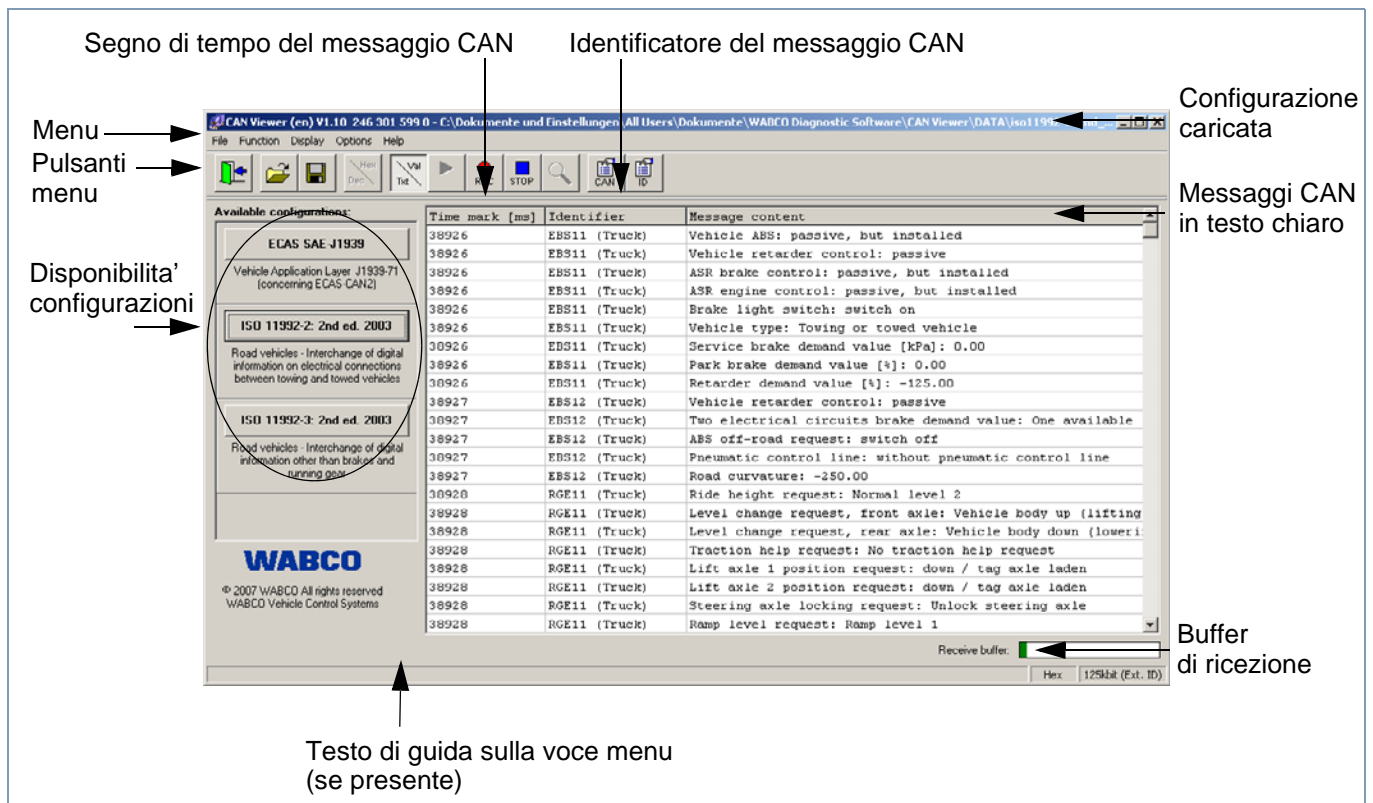 Segno di tempo del messaggio CAN
Identificatore del messaggio CAN
Configurazione
caricata
Menu
Pulsanti
menu
Messaggi CAN
in testo chiaro
Disponibilita'
configurazioni
Buffer
di ricezione
Testo di guida sulla voce menu
(se presente)
CAN Viewer (en) V1.10 246 301 599 0 - C:\Dokumente und Einstellungen\All Users\Dokumente\WABCO Diagnostic Software\CAN Viewer\DATA\iso1199
File Function Display Options Help
Hex
Dec
Val
Txt
REC
STOP
CAN
ID
Available configurations:
ECAS SAE-J1939
Vehicle Application Layer J1939-71
(concerning ECAS-CAN2)
ISO 11992-2: 2nd ed. 2003
Road vehicles - Interchange of digital
information on electrical connections
between towing and towed vehicles
ISO 11992-3: 2nd ed. 2003
Road vehicles - Interchange of digital
information other than brakes and
running gear
WABCO
© 2007 WABCO All rights reserved
WABCO Vehicle Control Systems
Time mark [ms] Identifier Message content
38926 EBS11 (Truck) Vehicle ABS: passive, but installed
38926 EBS11 (Truck) Vehicle retarder control: passive
38926 EBS11 (Truck) ASR brake control: passive, but installed
38926 EBS11 (Truck) ASR engine control: passive, but installed
38926 EBS11 (Truck) Brake light switch: switch on
38926 EBS11 (Truck) Vehicle type: Towing or towed vehicle
38926 EBS11 (Truck) Service brake demand value [kPa]: 0.00
38926 EBS11 (Truck) Park brake demand value [%]: 0.00
38926 EBS11 (Truck) Retarder demand value [%]: -125.00
38927 EBS12 (Truck) Vehicle retarder control: passive
38927 EBS12 (Truck) Two electrical circuits brake demand value: One available
38927 EBS12 (Truck) ABS off-road request: switch off
38927 EBS12 (Truck) Pneumatic control line: without pneumatic control line
38927 EBS12 (Truck) Road curvature: -250.00
38928 RGE11 (Truck) Ride height request: Normal level 2
38928 RGE11 (Truck) Level change request, front axle: Vehicle body up (lifting
38928 RGE11 (Truck) Level change request, rear axle: Vehicle body down (loweri
38928 RGE11 (Truck) Traction help request: No traction help request
38928 RGE11 (Truck) Lift axle 1 position request: down / tag axle laden
38928 RGE11 (Truck) Lift axle 2 position request: down / tag axle laden
38928 RGE11 (Truck) Steering axle locking request: Unlock steering axle
38928 RGE11 (Truck) Ramp level request: Ramp level 1
Receive buffer:
Hex 125kbit (Ext. ID)